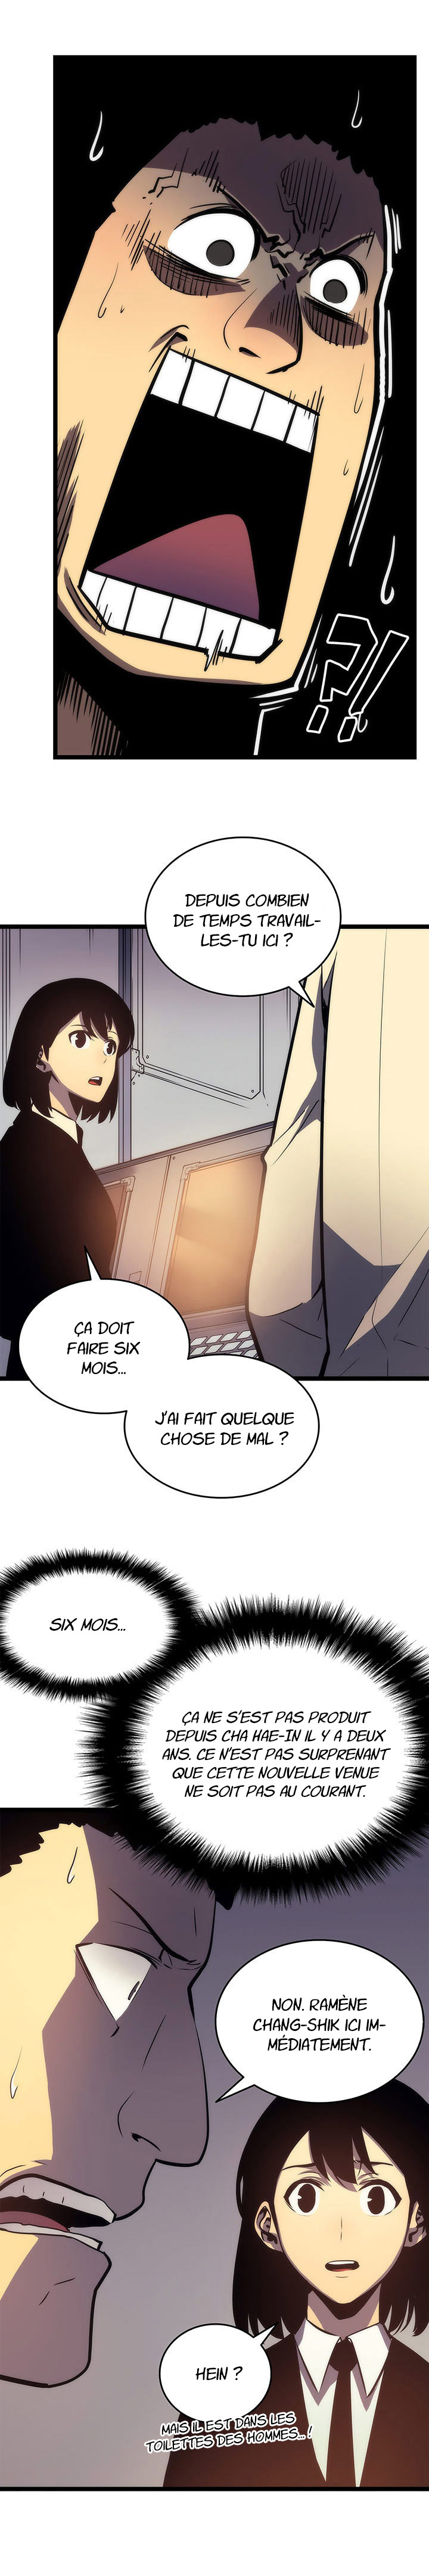 ?!
DEPUIS COMBIEN
DE TEMPS TRAVAIL-
LES-TU ICI ?
ÇA DOIT
FAIRE SIX
MOIS...
J'AI FAIT QUELQUE
CHOSE DE MAL ?
SIX MOIS...
ÇA NE S'EST PAS PRODUIT
DEPUIS CHA HAE-IN IL Y A DEUX
ANS. CE N'EST PAS SURPRENANT
QUE CETTE NOUVELLE VENUE
NE SOIT PAS AU COURANT.
NON. RAMÈNE
CHANG-SHIK ICI IM-
MÉDIATEMENT.
HEIN ?
MAIS IL EST DANS LES
TOILETTES DES HOMMES... !